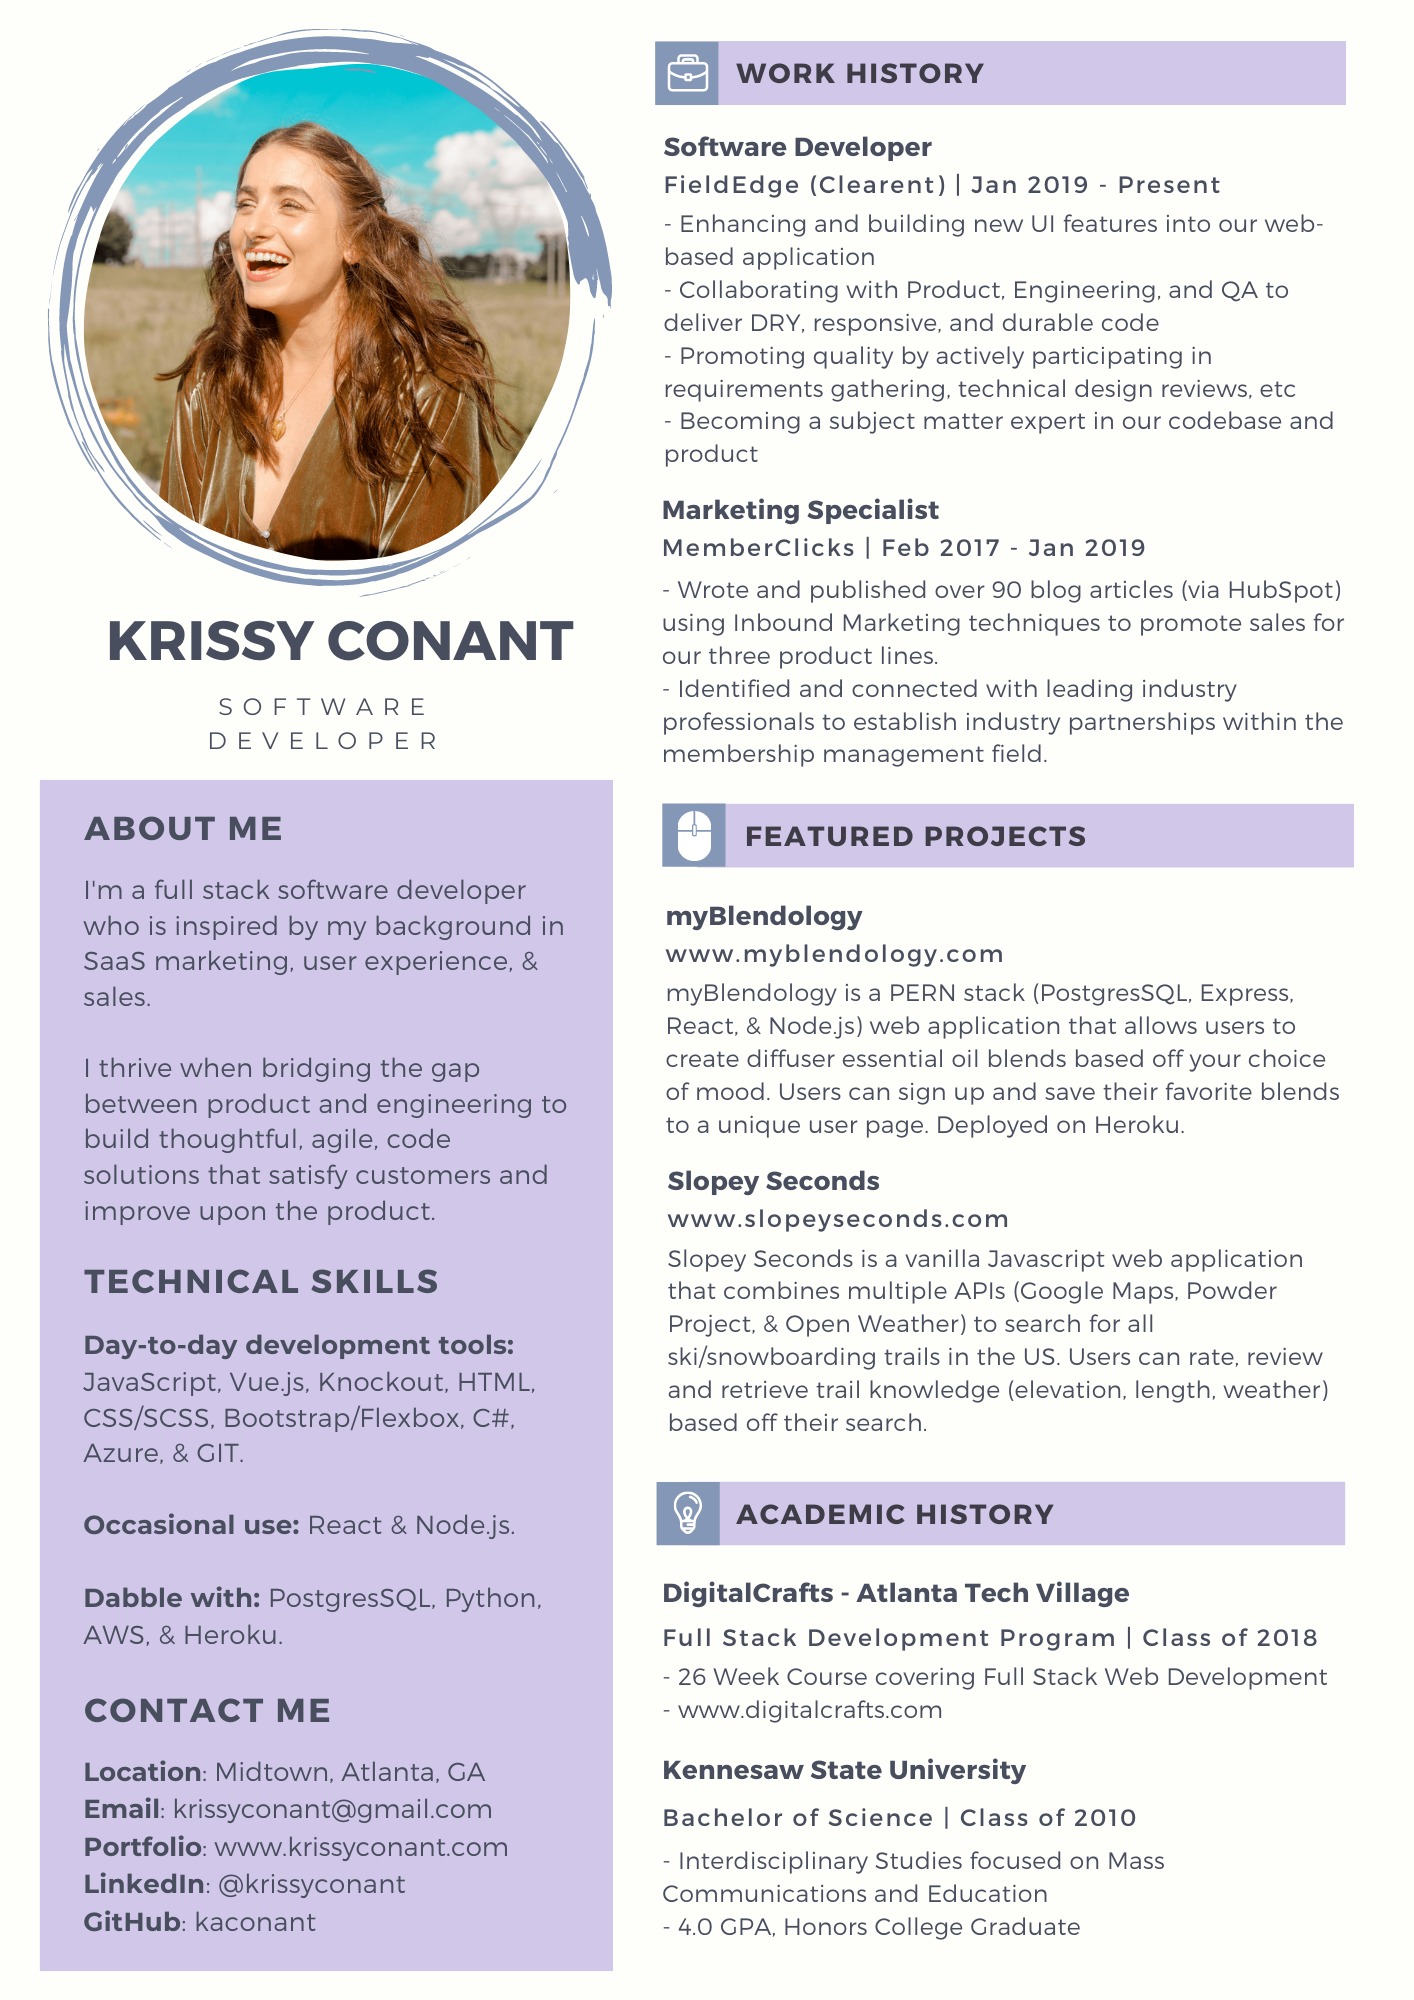 KRISSY CONANT
SOFTWARE
DEVELOPER
ABOUT ME
I'm a full stack software developer
who is inspired by my background in
SaaS marketing, user experience, &
sales.
I thrive when bridging the gap
between product and engineering to
build thoughtful, agile, code
solutions that satisfy customers and
improve upon the product.
TECHNICAL SKILLS
Day-to-day development tools:
JavaScript, Vue.js, Knockout, HTML,
CSS/SCSS, Bootstrap/Flexbox, C#,
Azure, & GIT.
Occasional use: React & Node.js.
Dabble with: PostgresSQL, Python,
AWS, & Heroku.
CONTACT ME
Location: Midtown, Atlanta, GA
Email: krissyconant@gmail.com
Portfolio: www.krissyconant.com
LinkedIn: @krissyconant
GitHub: kaconant
WORK HISTORY
Software Developer
FieldEdge (Clearent) | Jan 2019 - Present
- Enhancing and building new UI features into our web-
based application
- Collaborating with Product, Engineering, and QA to
deliver DRY, responsive, and durable code
- Promoting quality by actively participating in
requirements gathering, technical design reviews, etc
- Becoming a subject matter expert in our codebase and
product
Marketing Specialist
MemberClicks | Feb 2017 - Jan 2019
- Wrote and published over 90 blog articles (via HubSpot)
using Inbound Marketing techniques to promote sales for
our three product lines.
- Identified and connected with leading industry
professionals to establish industry partnerships within the
membership management field.
FEATURED PROJECTS
myBlendology
www.myblendology.com
myBlendology is a PERN stack (PostgresSQL, Express,
React, & Node.js) web application that allows users to
create diffuser essential oil blends based off your choice
of mood. Users can sign up and save their favorite blends
to a unique user page. Deployed on Heroku.
Slopey Seconds
www.slopeyseconds.com
Slopey Seconds is a vanilla Javascript web application
that combines multiple APIs (Google Maps, Powder
Project, & Open Weather) to search for all
ski/snowboarding trails in the US. Users can rate, review
and retrieve trail knowledge (elevation, length, weather)
based off their search.
ACADEMIC HISTORY
DigitalCrafts - Atlanta Tech Village
Full Stack Development Program | Class of 2018
- 26 Week Course covering Full Stack Web Development
- www.digitalcrafts.com
Kennesaw State University
Bachelor of Science | Class of 2010
- Interdisciplinary Studies focused on Mass
Communications and Education
- 4.0 GPA, Honors College Graduate